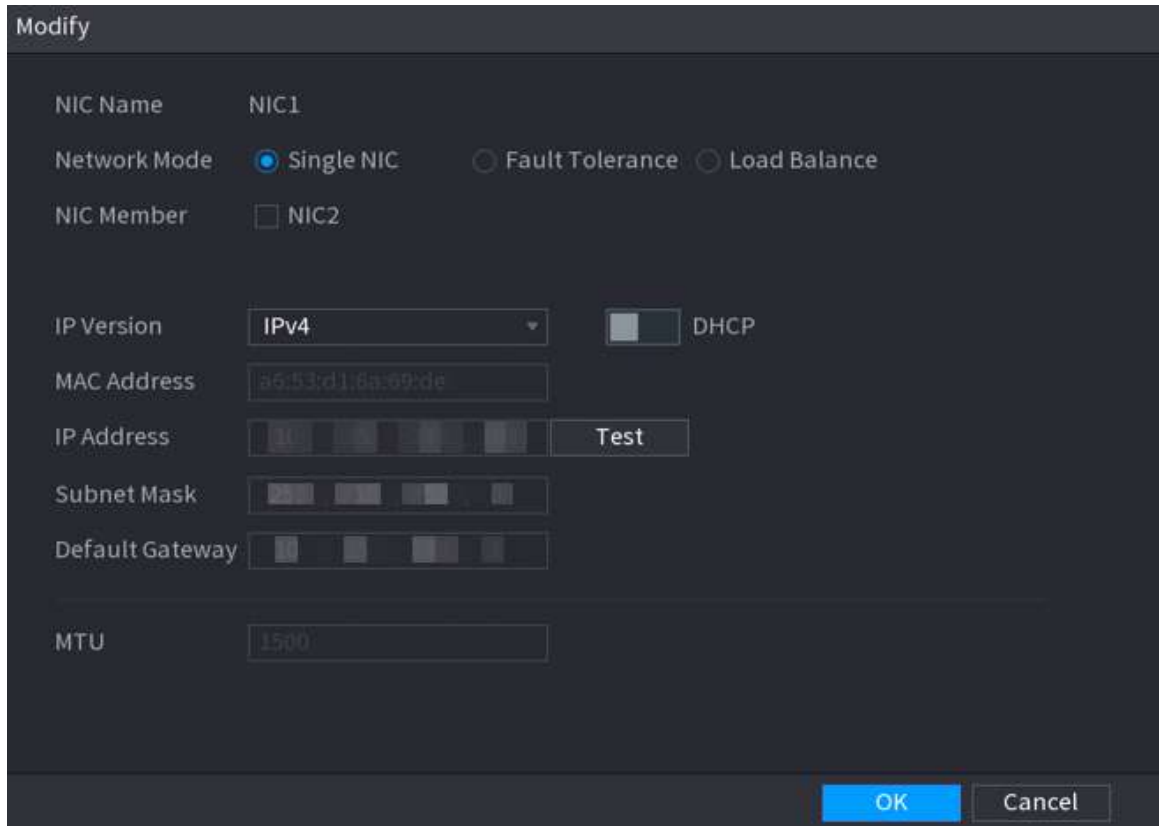 Modify
NIC Name NIC1
Network Mode Single NIC Fault Tolerance Load Balance
NIC Member NIC2
IP Version IPv4 DHCP
MAC Address a6:53:d1:6a:69:de
IP Address Test
Subnet Mask
Default Gateway
MTU 1500
OK Cancel